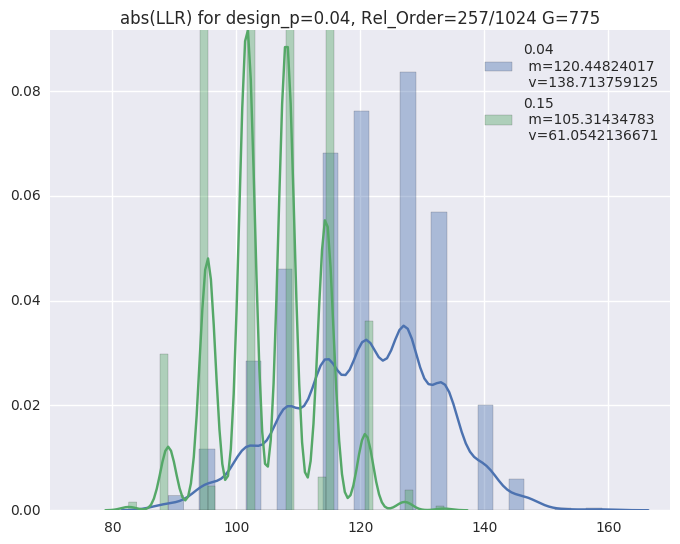 abs(LLR) for design_p=0.04, Rel_Order=257/1024 G=775
0.04
m=120.44824017
v=138.713759125
0.15
m=105.31434783
v=61.0542136671
0.08
0.06
0.04
0.02
0.00
80 100 120 140 160